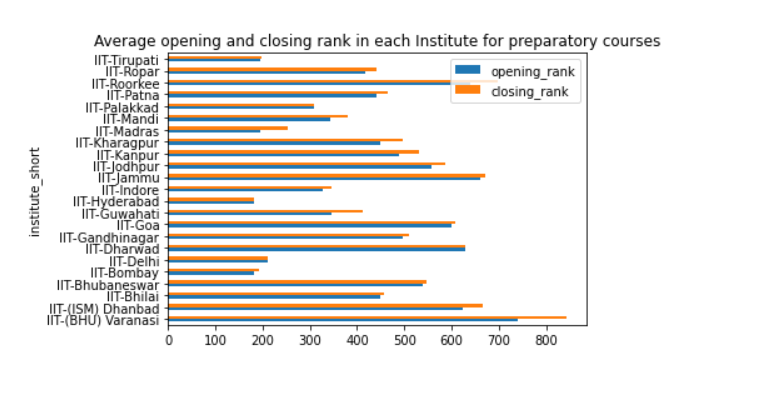 Average opening and closing rank in each Institute for preparatory courses
IIT-Tirupati
IIT-Ropar
IIT-Roorkee
IIT-Patna
IIT-Palakkad
IIT-Mandi
IIT-Madras
IIT-Kharagpur
IIT-Kanpur
IIT-Jodhpur
IIT-Jammu
IIT-Indore
IIT-Hyderabad
IIT-Guwahati
IIT-Goa
IIT-Gandhinagar
IIT-Dharwad
IIT-Delhi
IIT-Bombay
IIT-Bhubaneswar
IIT-Bhilai
IIT-(ISM) Dhanbad
IIT-(BHU) Varanasi
institute_short
opening_rank
closing_rank
0 100 200 300 400 500 600 700 800